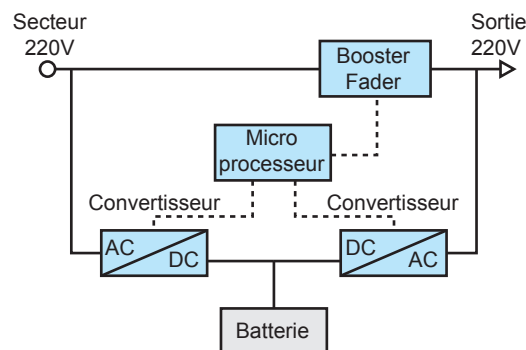 Secteur
220V
Sortie
220V
Booster
Fader
Micro
processeur
Convertisseur
Convertisseur
AC
DC
DC
AC
Batterie